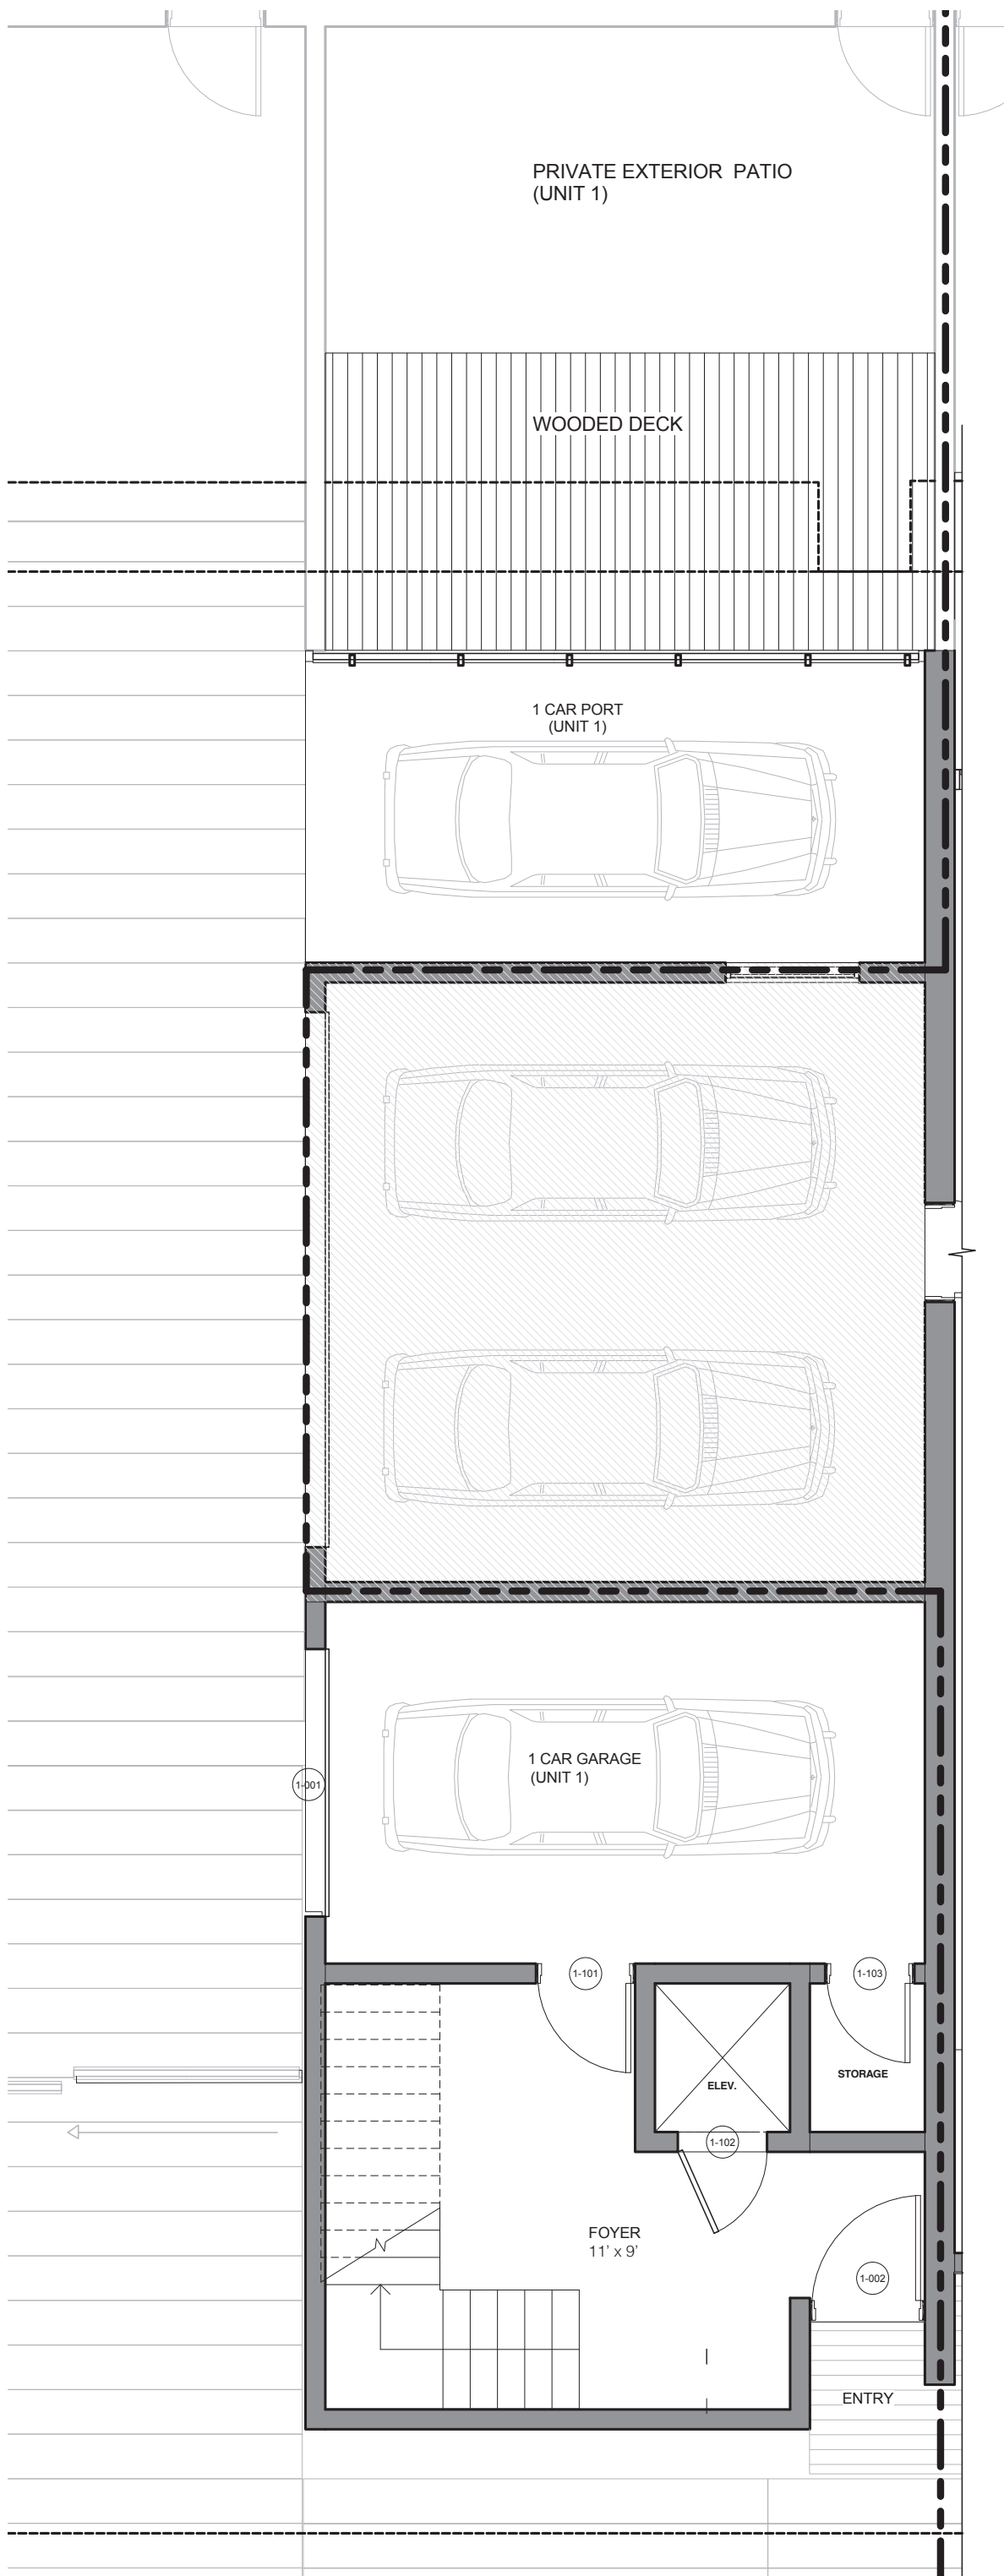 PRIVATE EXTERIOR PATIO
(UNIT 1)
WOODED DECK
1 CAR PORT
(UNIT 1)
1 CAR GARAGE
(UNIT 1)
1-001
1-101
1-103
ELEV.
STORAGE
1-102
FOYER
11' x 9'
1-002
ENTRY